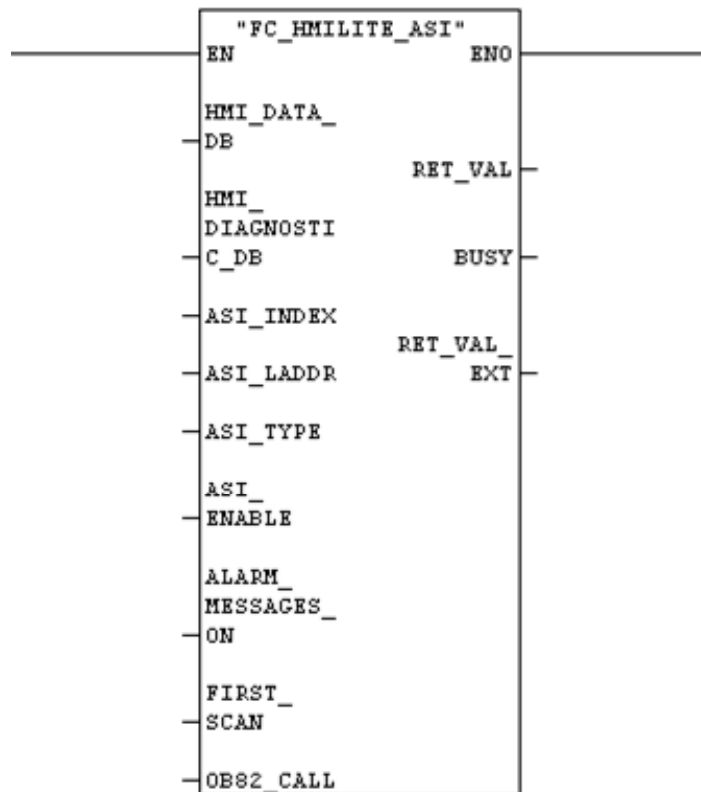 "FC_HMILITE_ASI"
EN ENO
HMI_DATA_
DB
RET_VAL
HMI_
DIAGNOSTI
C_DB BUSY
ASI_INDEX
RET_VAL_
ASI_LADDR EXT
ASI_TYPE
ASI_
ENABLE
ALARM_
MESSAGES_
ON
FIRST_
SCAN
OB82_CALL